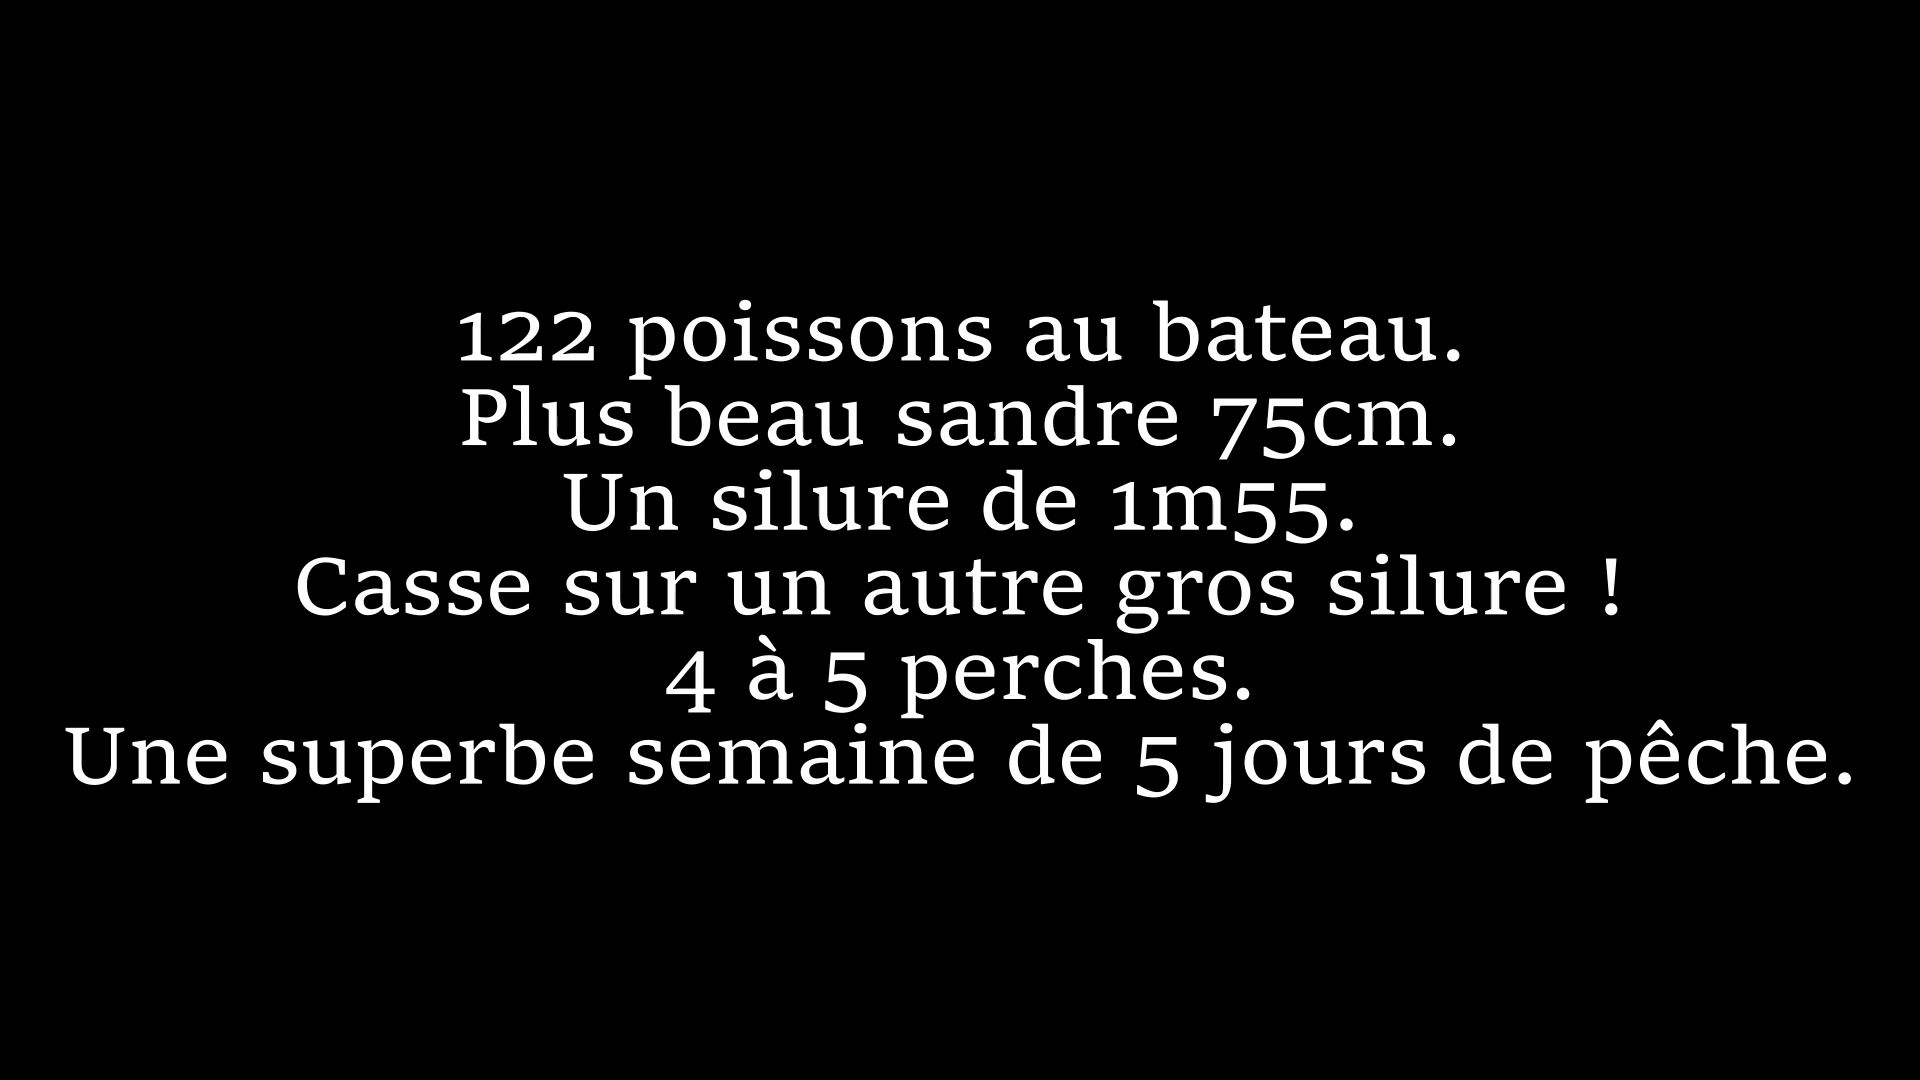 122 poissons au bateau.
Plus beau sandre 75cm.
Un silure de 1m55.
Casse sur un autre gros silure !
4 à 5 perches.
Une superbe semaine de 5 jours de pêche.